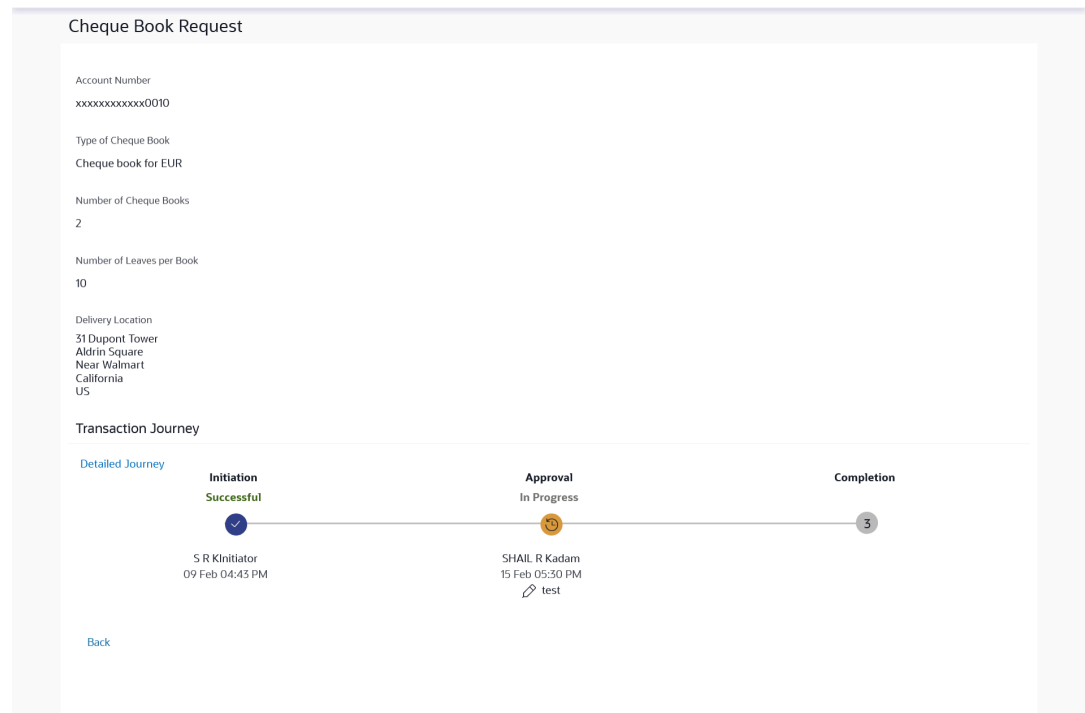 Cheque Book Request
Account Number
xxxxxxxxxxxx0010
Type of Cheque Book
Cheque book for EUR
Number of Cheque Books
2
Number of Leaves per Book
10
Delivery Location
31 Dupont Tower
Aldrin Square
Near Walmart
California
US
Transaction Journey
Detailed Journey
Initiation Approval Completion
Successful In Progress
3
S R KInitiator SHAIL R Kadam
09 Feb 04:43 PM 15 Feb 05:30 PM
test
Back